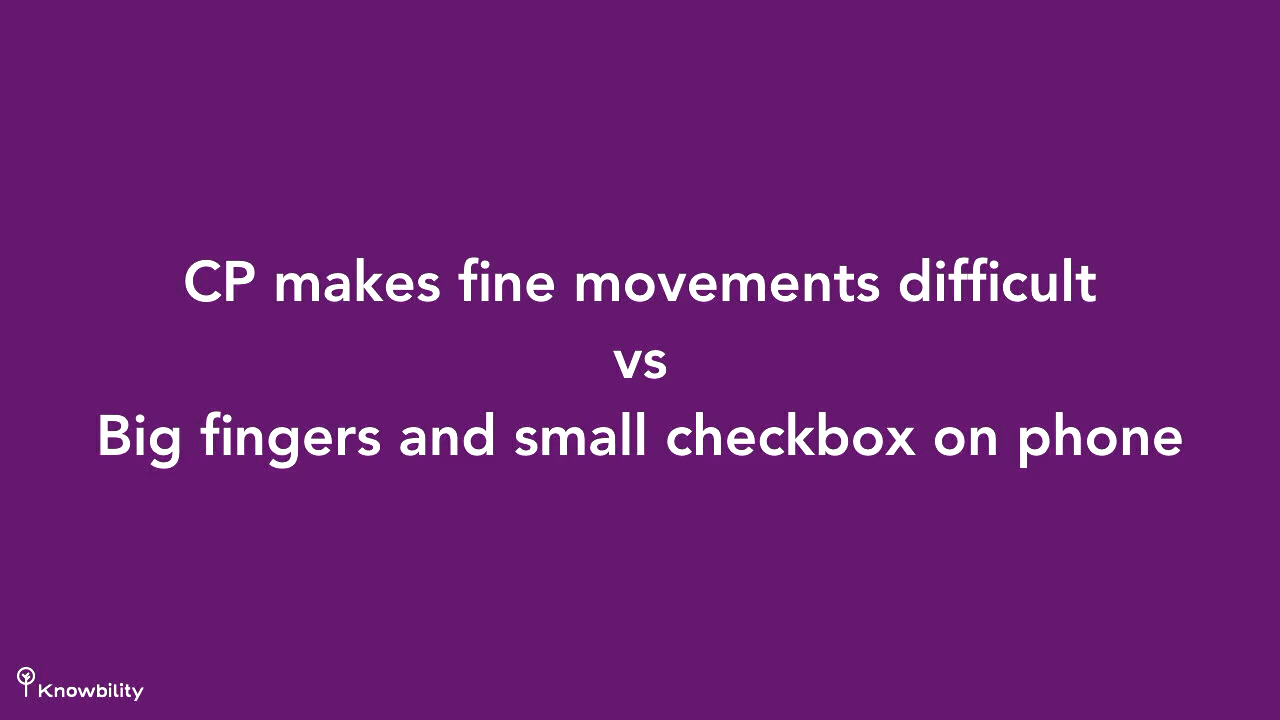 CP makes fine movements difficult
vs
Big fingers and small checkbox on phone
Knowbility